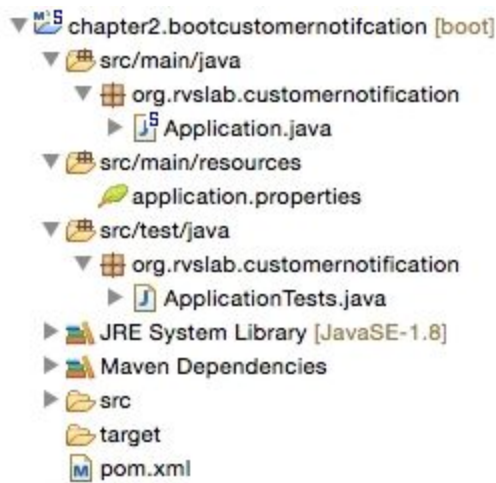 chapter2.bootcustomernotifcation [boot]
src/main/java
org.rvslab.customernotification
Application.java
src/main/resources
application.properties
src/test/java
org.rvslab.customernotification
ApplicationTests.java
JRE System Library [JavaSE-1.8]
Maven Dependencies
src
target
pom.xml